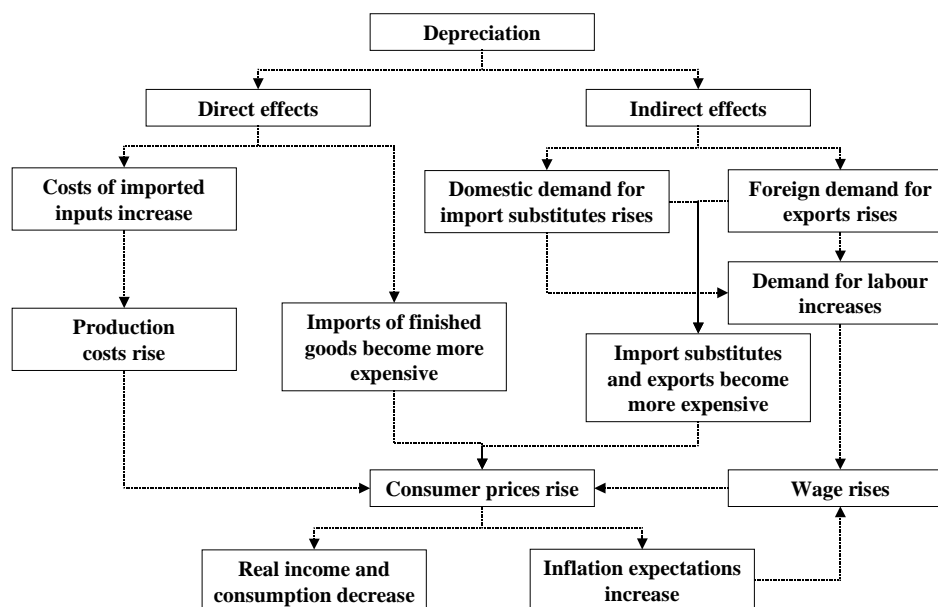 Depreciation
Direct effects
Indirect effects
Costs of imported
inputs increase
Domestic demand for
import substitutes rises
Foreign demand for
exports rises
Demand for labour
increases
Production
costs rise
Imports of finished
goods become more
expensive
Import substitutes
and exports become
more expensive
Consumer prices rise
Wage rises
Real income and
consumption decrease
Inflation expectations
increase